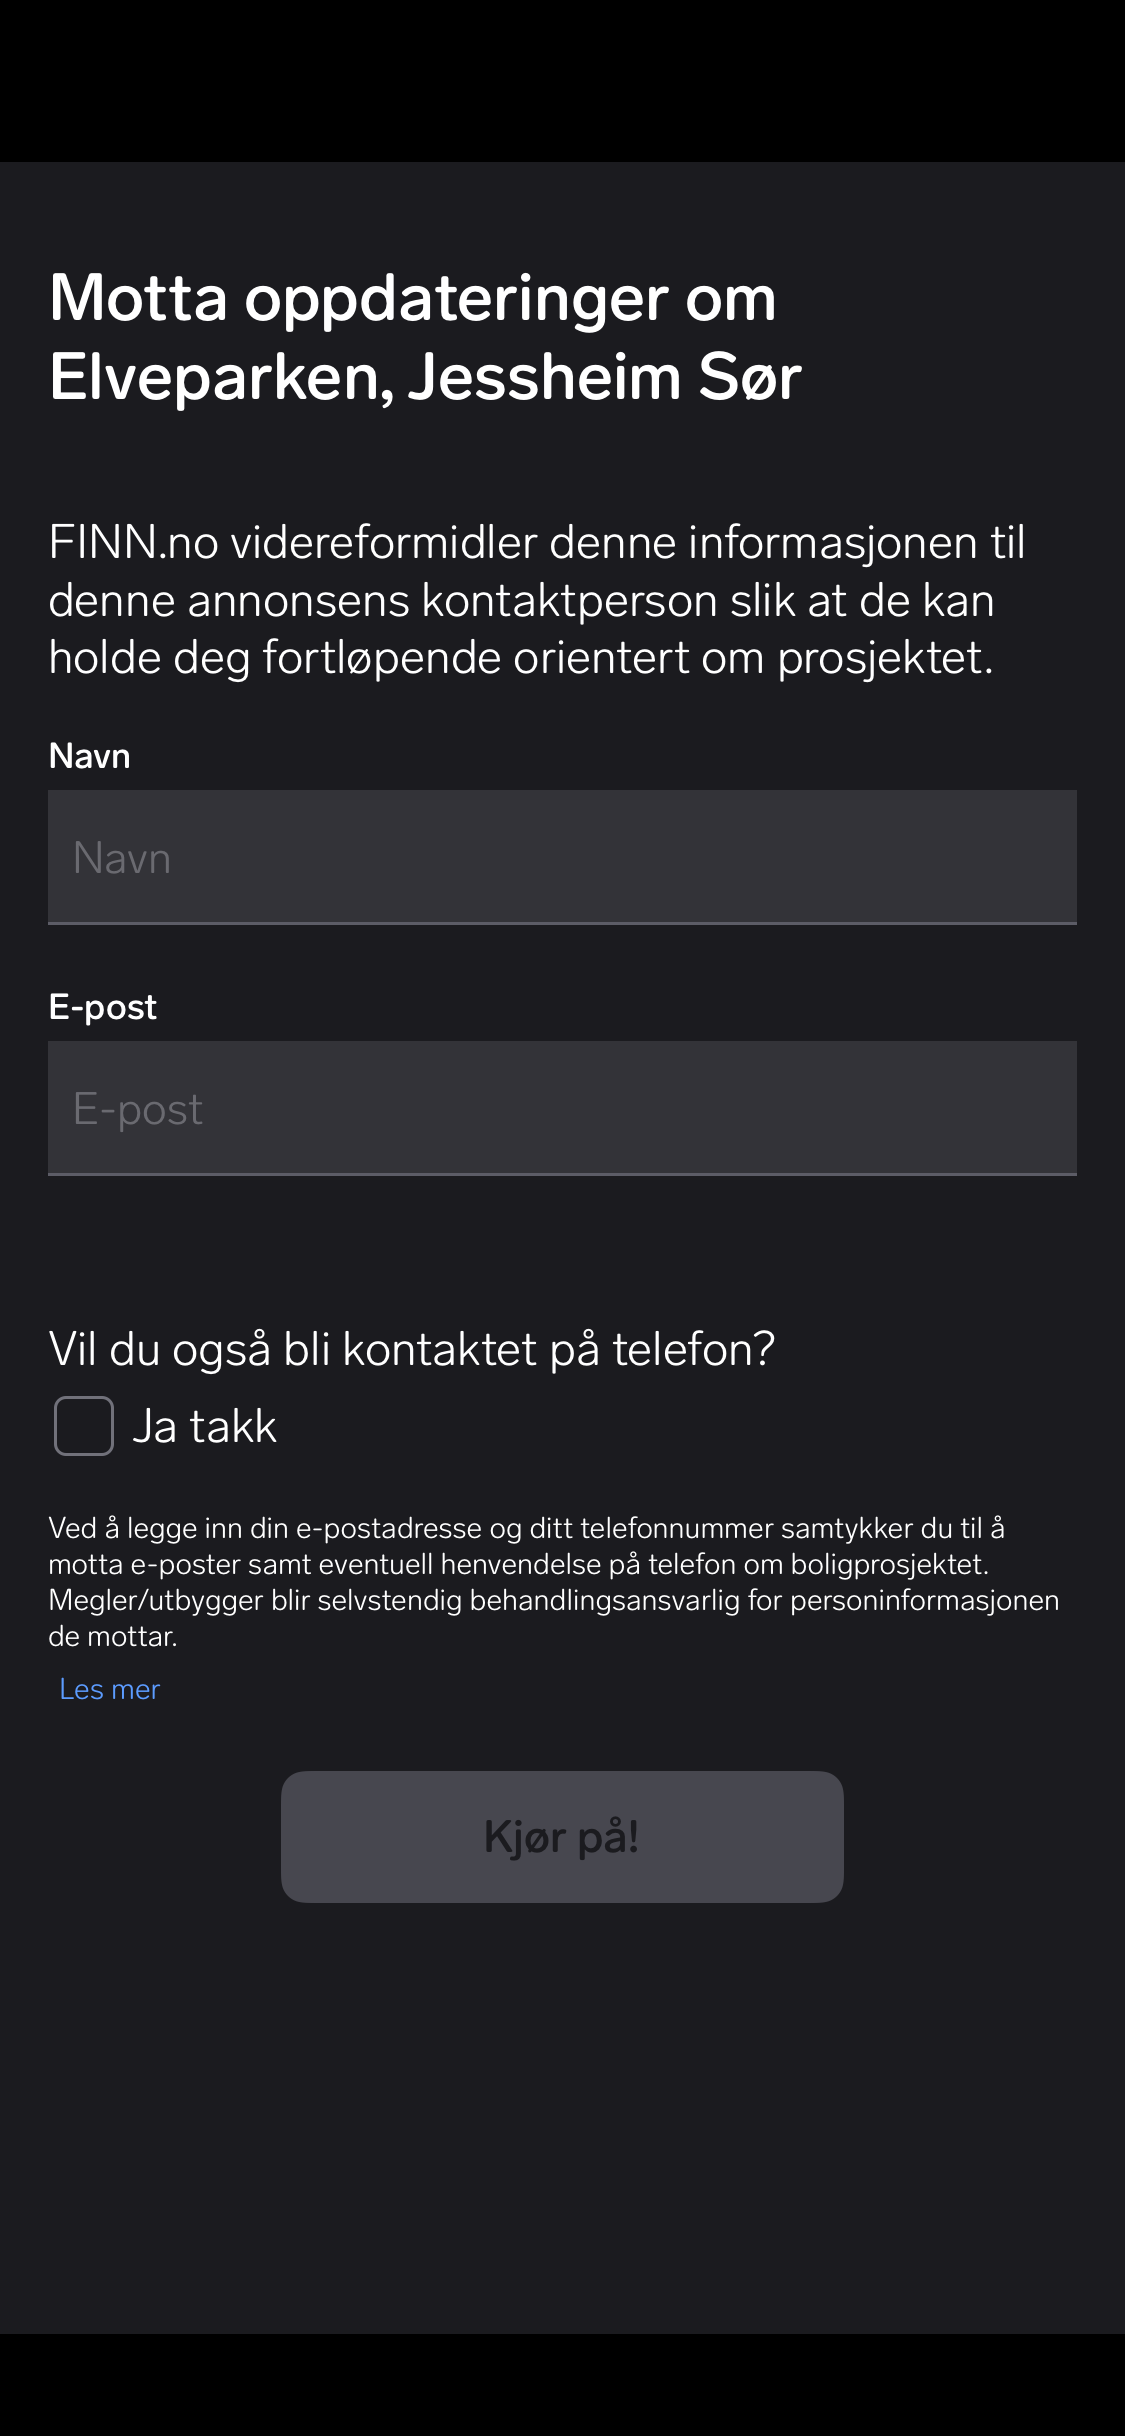 Motta oppdateringer om
Elveparken, Jessheim Sør
FINN.no videreformidler denne informasjonen til
denne annonsens kontaktperson slik at de kan
holde deg fortløpende orientert om prosjektet.
Navn
Navn
E-post
E-post
Vil du også bli kontaktet på telefon?
Ja takk
Ved å legge inn din e-postadresse og ditt telefonnummer samtykker du til å
motta e-poster samt eventuell henvendelse på telefon om boligprosjektet.
Megler/utbygger blir selvstendig behandlingsansvarlig for personinformasjonen
de mottar.
Les mer
Kjør på!